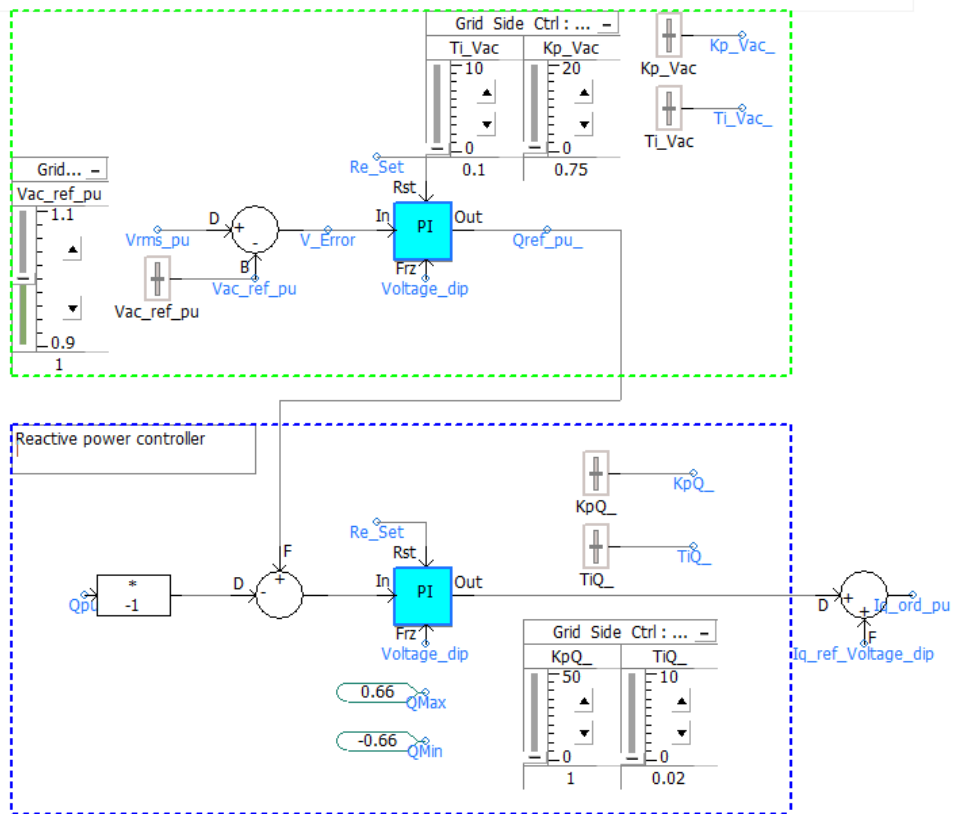 Grid Side Ctrl : ... –
Ti_Vac
Kp_Vac
10
20
0
0
0.1
0.75
Kp_Vac_
Kp_Vac
Ti_Vac_
Ti_Vac
Re_Set
Rst
Grid... –
Vac_ref_pu
1.1
0.9
1
D
+
-
B
Vrms_pu
V_Error
In
PI
Out
Qref_pu_
Frz
Voltage_dip
Vac_ref_pu
Vac_ref_pu
Reactive power controller
KpQ_
KpQ_
TiQ_
TiQ_
Re_Set
Rst
F
+
-
D
*
-1
In
PI
Out
Frz
Voltage_dip
D
+
+
F
Iq_ord_pu
Iq_ref_Voltage_dip
Grid Side Ctrl : ... –
KpQ_
TiQ_
50
10
0
0
1
0.02
0.66
QMax
-0.66
QMin